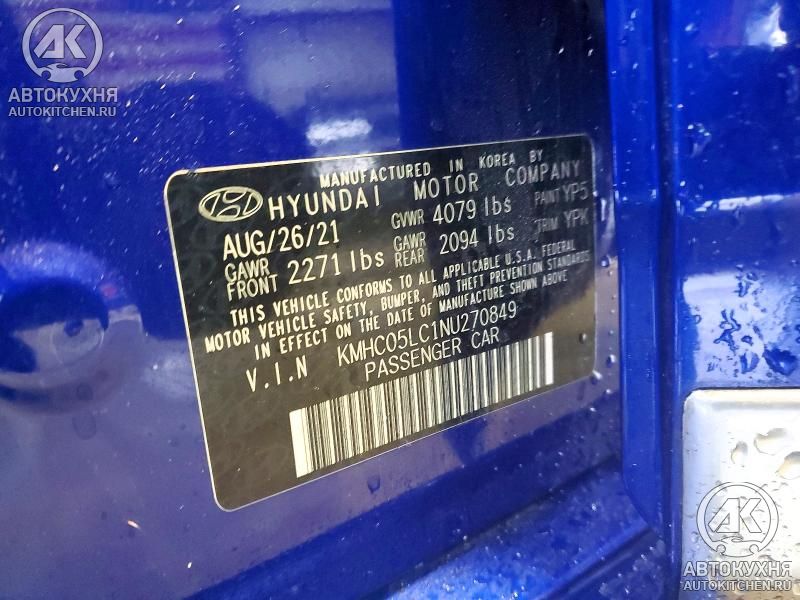 АК
АВТОКУХНЯ
AUTOKITCHEN.RU
MANUFACTURED IN KOREA BY
HYUNDAI MOTOR COMPANY
AUG/26/21 GVWR 4079 lbs PAINT YP5
GAWR FRONT 2271 lbs GAWR REAR 2094 lbs TRIM YPK
THIS VEHICLE CONFORMS TO ALL APPLICABLE U.S.A. FEDERAL
MOTOR VEHICLE SAFETY, BUMPER, AND THEFT PREVENTION STANDARDS
IN EFFECT ON THE DATE OF MANUFACTURE SHOWN ABOVE
V.I.N KMHC05LC1NU270849
PASSENGER CAR
АК
АВТОКУХНЯ
AUTOKITCHEN.RU